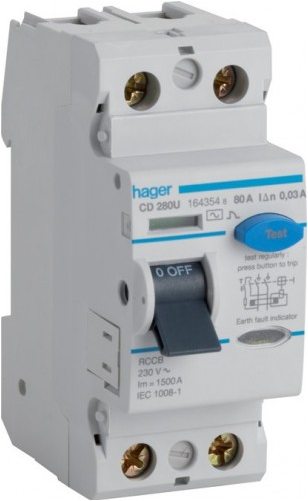 hager
CD 280U 164354 8 80A IΔn 0,03A
Test
test regularly :
press button to trip
0 OFF
Earth fault indicator
RCCB
230 V ~
Im = 1500A
IEC 1008-1